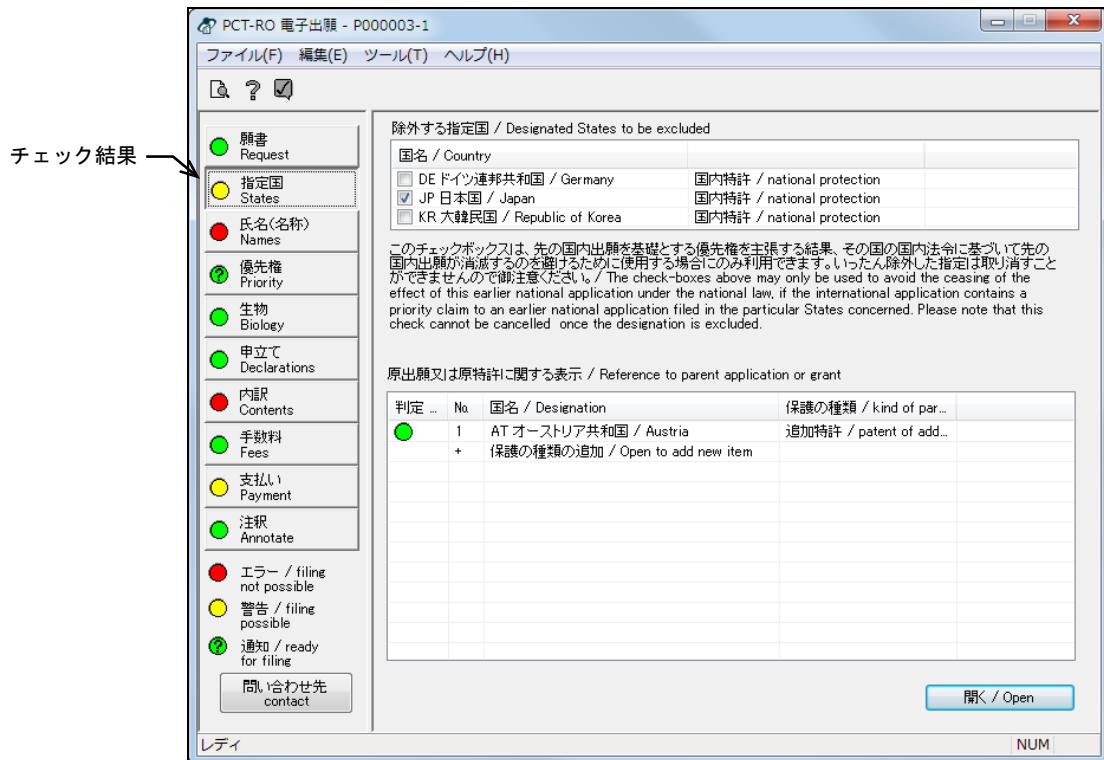 PCT-RO 電子出願 - P000003-1
ファイル(F) 編集(E) ツール(T) ヘルプ(H)
チェック結果
願書
Request
指定国
States
氏名(名称)
Names
優先権
Priority
生物
Biology
申立て
Declarations
内訳
Contents
手数料
Fees
支払い
Payment
注釈
Annotate
エラー / filing
not possible
警告 / filing
possible
通知 / ready
for filing
問い合わせ先
contact
除外する指定国 / Designated States to be excluded
国名 / Country
DE ドイツ連邦共和国 / Germany 国内特許 / national protection
JP 日本国 / Japan 国内特許 / national protection
KR 大韓民国 / Republic of Korea 国内特許 / national protection
このチェックボックスは、先の国内出願を基礎とする優先権を主張する結果、その国の国内法令に基づいて先の
国内出願が消滅するのを避けるために使用する場合にのみ利用できます。いったん除外した指定は取り消すこと
ができませんので御注意ください。/ The check-boxes above may only be used to avoid the ceasing of the
effect of this earlier national application under the national law, if the international application contains a
priority claim to an earlier national application filed in the particular States concerned. Please note that this
check cannot be cancelled once the designation is excluded.
原出願又は原特許に関する表示 / Reference to parent application or grant
判定 ... No. 国名 / Designation 保護の種類 / kind of par...
1 AT オーストリア共和国 / Austria 追加特許 / patent of add...
+ 保護の種類の追加 / Open to add new item
開く / Open
レディ NUM